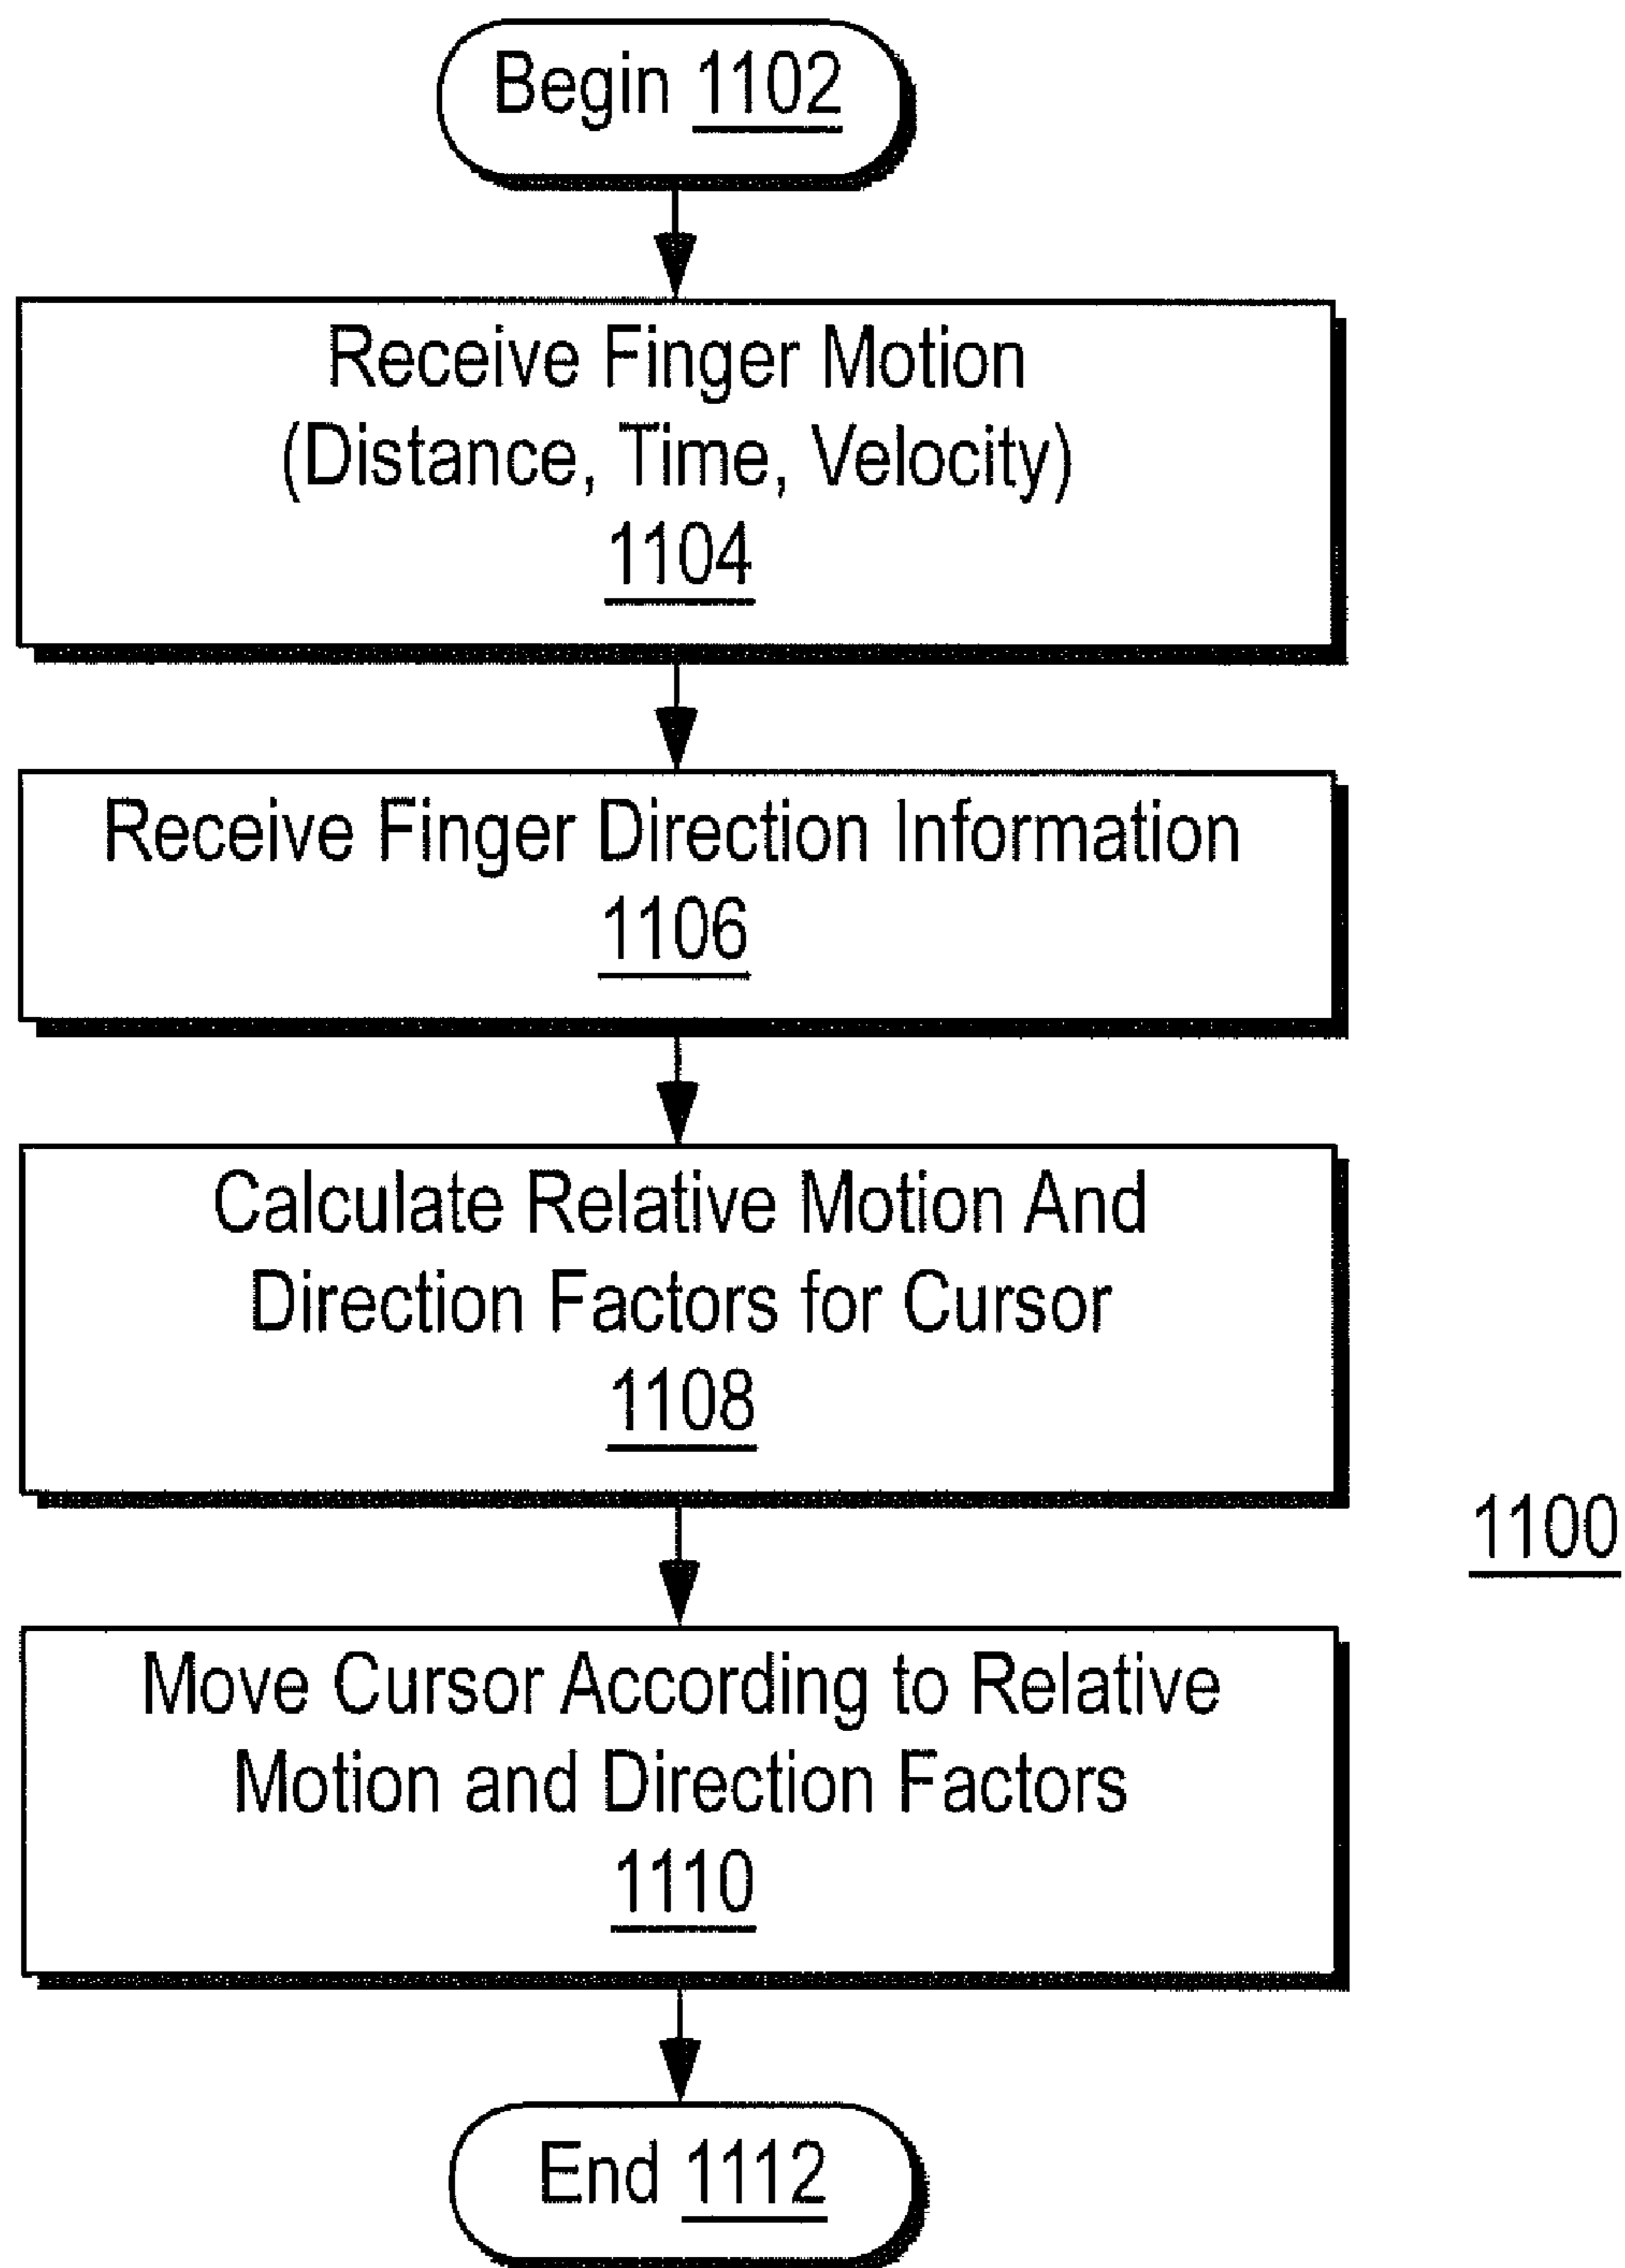 Begin 1102
Receive Finger Motion
(Distance, Time, Velocity)
1104
Receive Finger Direction Information
1106
Calculate Relative Motion And
Direction Factors for Cursor
1108
1100
Move Cursor According to Relative
Motion and Direction Factors
1110
End 1112